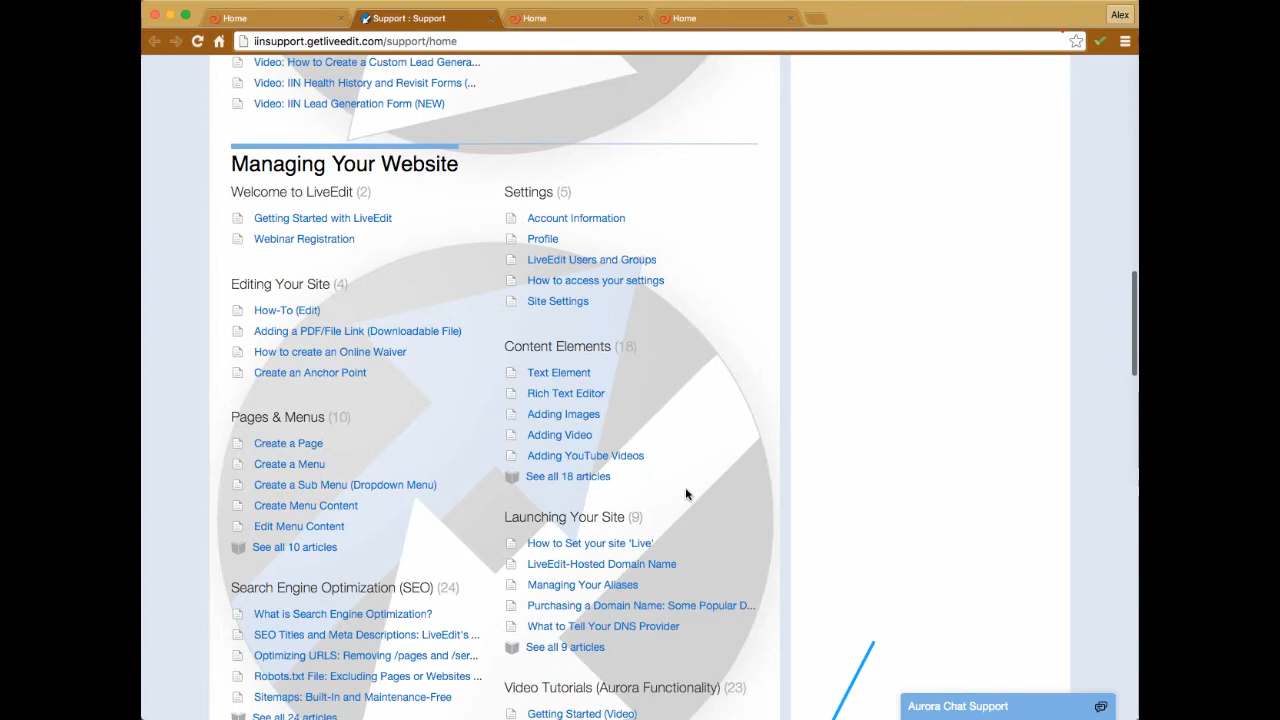 Home
Support : Support
Home
Home
Alex
iinsupport.getliveedit.com/support/home
Video: How to Create a Custom Lead Genera...
Video: IIN Health History and Revisit Forms (...
Video: IIN Lead Generation Form (NEW)
Managing Your Website
Welcome to LiveEdit (2)
Getting Started with LiveEdit
Webinar Registration
Editing Your Site (4)
How-To (Edit)
Adding a PDF/File Link (Downloadable File)
How to create an Online Waiver
Create an Anchor Point
Pages & Menus (10)
Create a Page
Create a Menu
Create a Sub Menu (Dropdown Menu)
Create Menu Content
Edit Menu Content
See all 10 articles
Search Engine Optimization (SEO) (24)
What is Search Engine Optimization?
SEO Titles and Meta Descriptions: LiveEdit's ...
Optimizing URLS: Removing /pages and /ser...
Robots.txt File: Excluding Pages or Websites ...
Sitemaps: Built-In and Maintenance-Free
See all 24 articles
Settings (5)
Account Information
Profile
LiveEdit Users and Groups
How to access your settings
Site Settings
Content Elements (18)
Text Element
Rich Text Editor
Adding Images
Adding Video
Adding YouTube Videos
See all 18 articles
Launching Your Site (9)
How to Set your site 'Live'
LiveEdit-Hosted Domain Name
Managing Your Aliases
Purchasing a Domain Name: Some Popular D...
What to Tell Your DNS Provider
See all 9 articles
Video Tutorials (Aurora Functionality) (23)
Getting Started (Video)
Aurora Chat Support